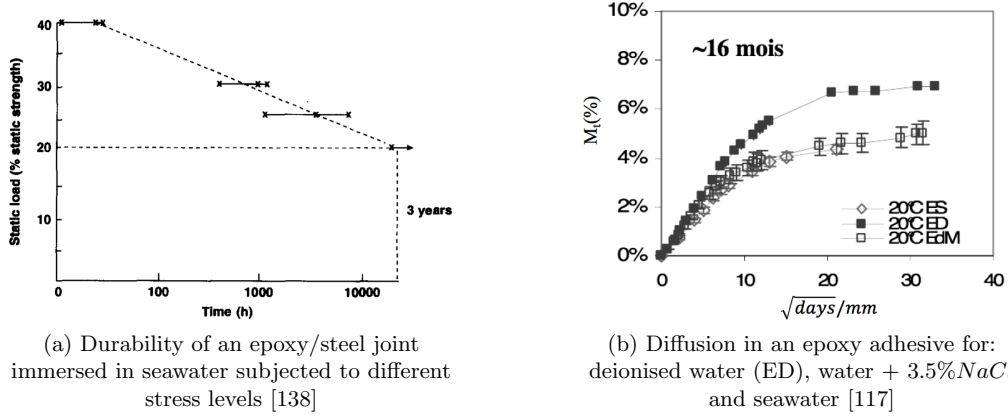 40
30
20
10
Static load (% static strength)
3 years
0
100
1000
10000
Time (h)
(a) Durability of an epoxy/steel joint
immersed in seawater subjected to different
stress levels [138]
10%
8%
6%
4%
2%
0%
M_t(%)
~16 mois
20°C ES
20°C ED
20°C EdM
0
10
20
30
40
√days/mm
(b) Diffusion in an epoxy adhesive for:
deionised water (ED), water + 3.5%NaC
and seawater [117]